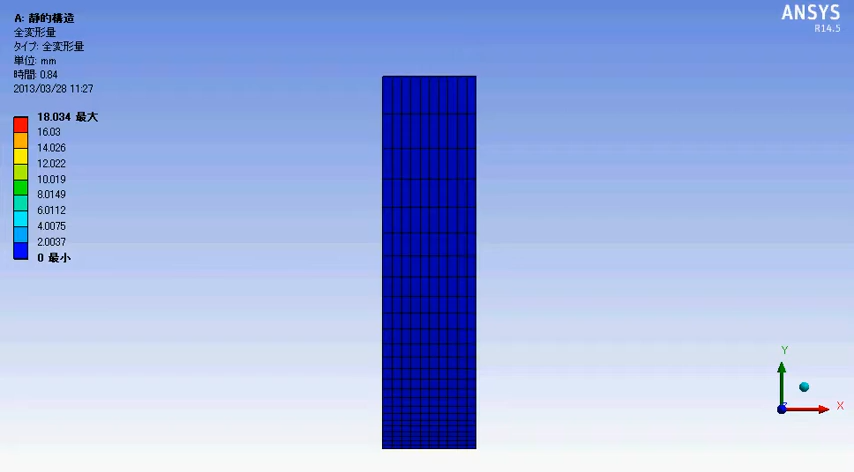 A: 静的構造
全変形量
タイプ: 全変形量
単位: mm
時間: 0.84
2013/03/28 11:27
18.034 最大
16.03
14.026
12.022
10.019
8.0149
6.0112
4.0075
2.0037
0 最小
ANSYS
R14.5
Y
X
Z